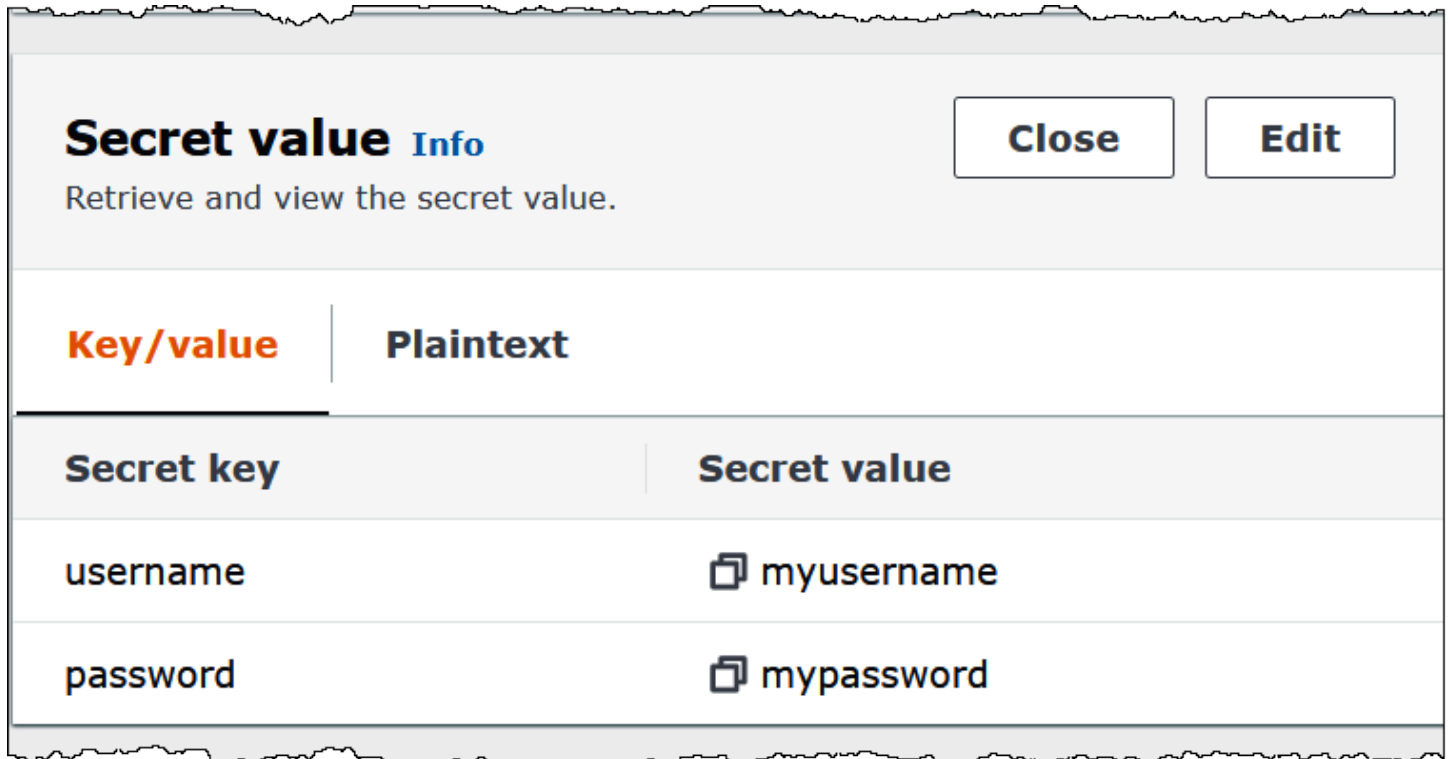 Secret value Info
Close
Edit
Retrieve and view the secret value.
Key/value
Plaintext
Secret key
Secret value
username
myusername
password
mypassword